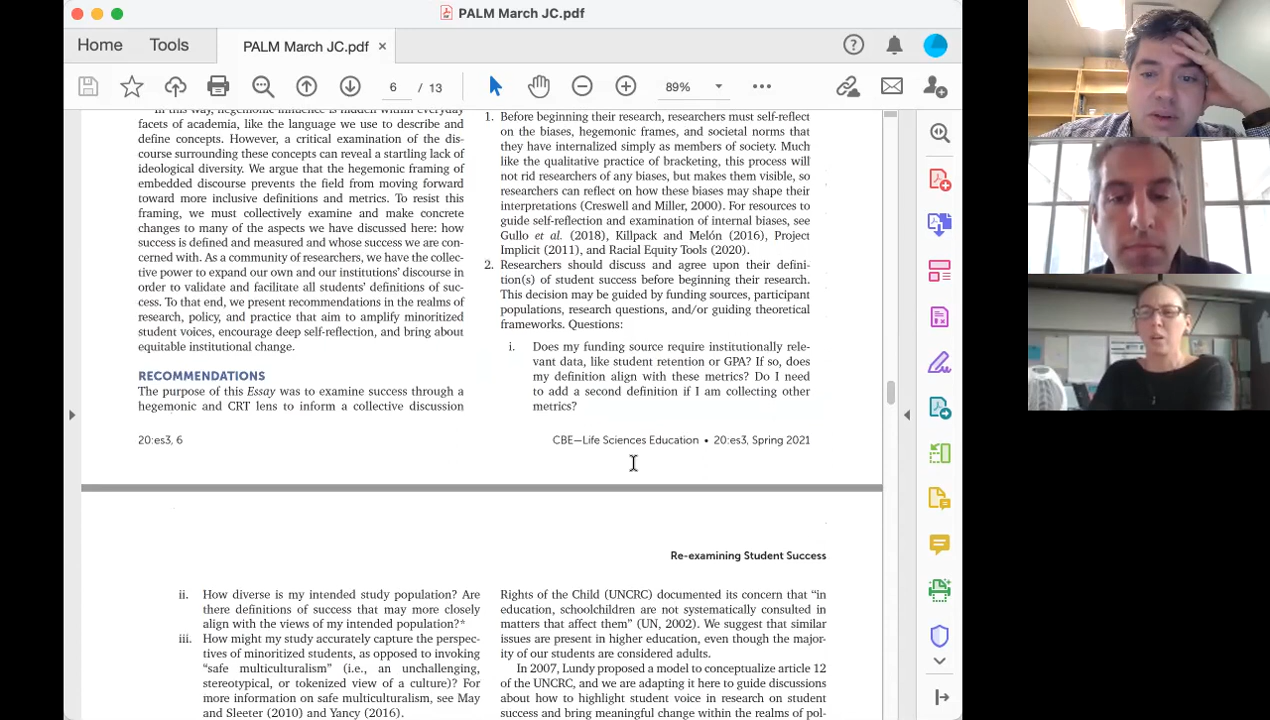 PALM March JC.pdf
Home
Tools
PALM March JC.pdf
6 / 13
89%
In this way, hegemonic influence is hidden within everyday
facets of academia, like the language we use to describe and
define concepts. However, a critical examination of the dis-
course surrounding these concepts can reveal a startling lack of
ideological diversity. We argue that the hegemonic framing of
embedded discourse prevents the field from moving forward
toward more inclusive definitions and metrics. To resist this
framing, we must collectively examine and make concrete
changes to many of the aspects we have discussed here: how
success is defined and measured and whose success we are con-
cerned with. As a community of researchers, we have the collec-
tive power to expand our own and our institutions' discourse in
order to validate and facilitate all students' definitions of suc-
cess. To that end, we present recommendations in the realms of
research, policy, and practice that aim to amplify minoritized
student voices, encourage deep self-reflection, and bring about
equitable institutional change.
RECOMMENDATIONS
The purpose of this Essay was to examine success through a
hegemonic and CRT lens to inform a collective discussion
1. Before beginning their research, researchers must self-reflect
on the biases, hegemonic frames, and societal norms that
they have internalized simply as members of society. Much
like the qualitative practice of bracketing, this process will
not rid researchers of any biases, but makes them visible, so
researchers can reflect on how these biases may shape their
interpretations (Creswell and Miller, 2000). For resources to
guide self-reflection and examination of internal biases, see
Gullo et al. (2018), Killpack and Melón (2016), Project
Implicit (2011), and Racial Equity Tools (2020).
2. Researchers should discuss and agree upon their defini-
tion(s) of student success before beginning their research.
This decision may be guided by funding sources, participant
populations, research questions, and/or guiding theoretical
frameworks. Questions:
i. Does my funding source require institutionally rele-
vant data, like student retention or GPA? If so, does
my definition align with these metrics? Do I need
to add a second definition if I am collecting other
metrics?
20:es3, 6
CBE—Life Sciences Education • 20:es3, Spring 2021
Re-examining Student Success
ii. How diverse is my intended study population? Are
there definitions of success that may more closely
align with the views of my intended population?*
iii. How might my study accurately capture the perspec-
tives of minoritized students, as opposed to invoking
"safe multiculturalism" (i.e., an unchallenging,
stereotypical, or tokenized view of a culture)? For
more information on safe multiculturalism, see May
and Sleeter (2010) and Yancy (2016).
Rights of the Child (UNCRC) documented its concern that "in
education, schoolchildren are not systematically consulted in
matters that affect them" (UN, 2002). We suggest that similar
issues are present in higher education, even though the major-
ity of our students are considered adults.
In 2007, Lundy proposed a model to conceptualize article 12
of the UNCRC, and we are adapting it here to guide discussions
about how to highlight student voice in research on student
success and bring meaningful change within the realms of pol-